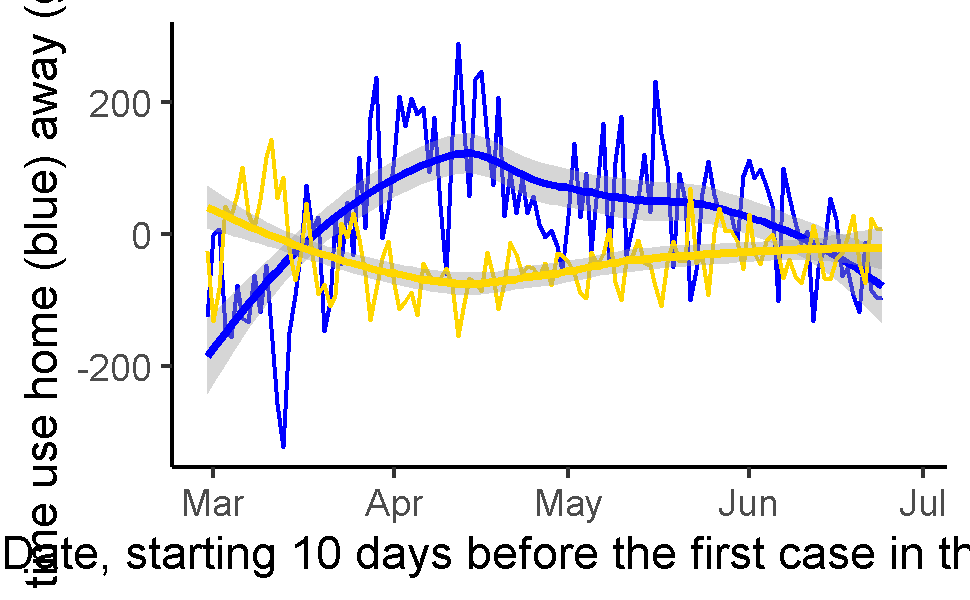 time use home (blue) away (
200
0
-200
Mar Apr May Jun Jul
Date, starting 10 days before the first case in th